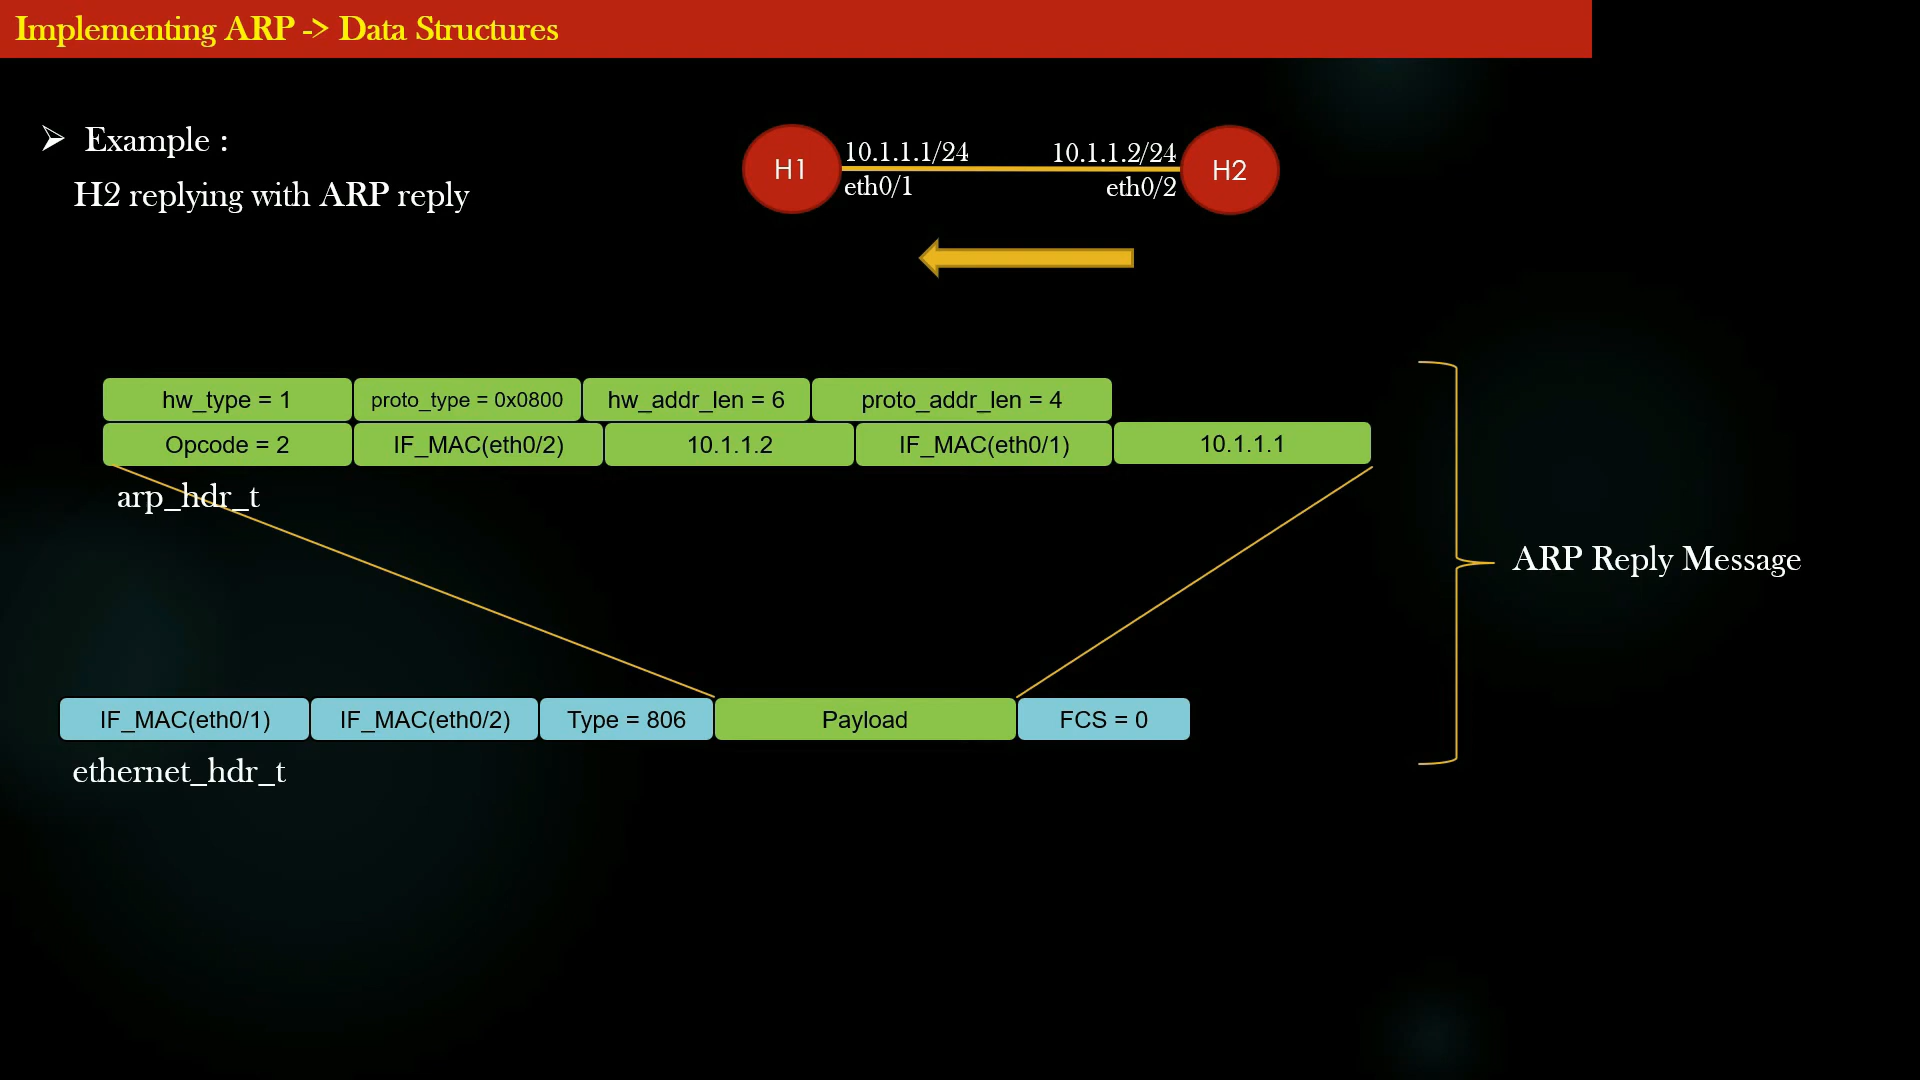 Implementing ARP -> Data Structures
➢ Example :
H2 replying with ARP reply
H1
10.1.1.1/24
eth0/1
10.1.1.2/24
eth0/2
H2
hw_type = 1
proto_type = 0x0800
hw_addr_len = 6
proto_addr_len = 4
Opcode = 2
IF_MAC(eth0/2)
10.1.1.2
IF_MAC(eth0/1)
10.1.1.1
arp_hdr_t
ARP Reply Message
IF_MAC(eth0/1)
IF_MAC(eth0/2)
Type = 806
Payload
FCS = 0
ethernet_hdr_t